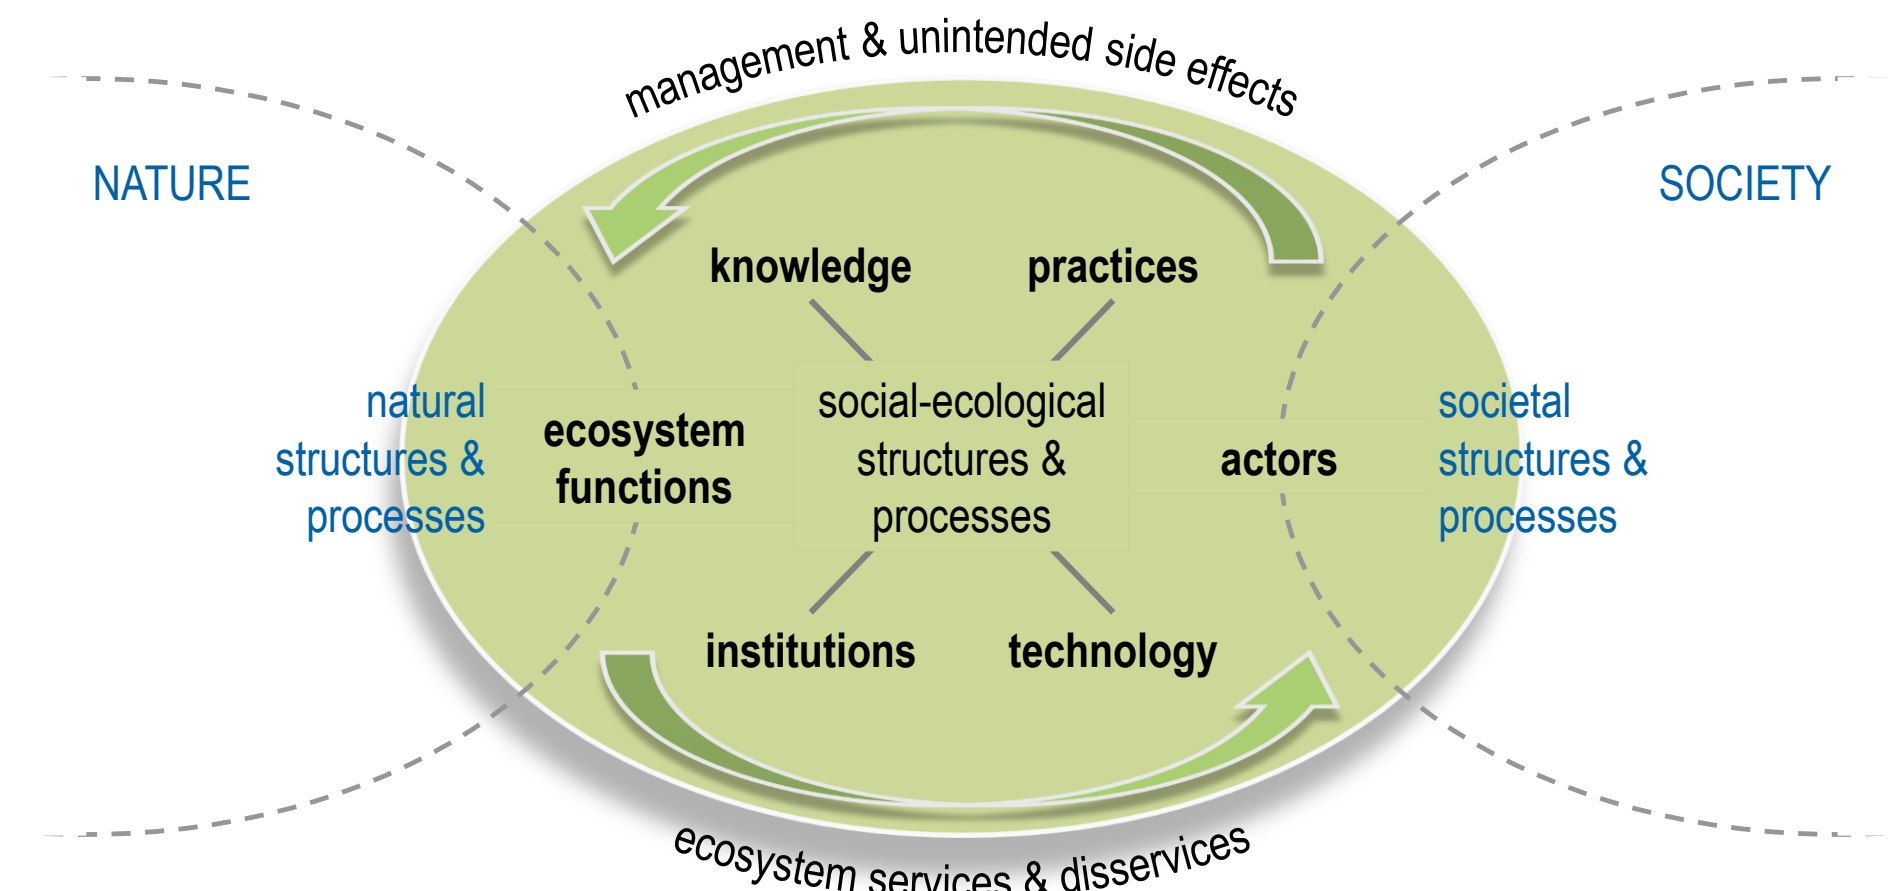 management & unintended side effects
NATURE
SOCIETY
knowledge
practices
natural
structures &
processes
ecosystem
functions
social-ecological
structures &
processes
actors
societal
structures &
processes
institutions
technology
ecosystem services & disservices